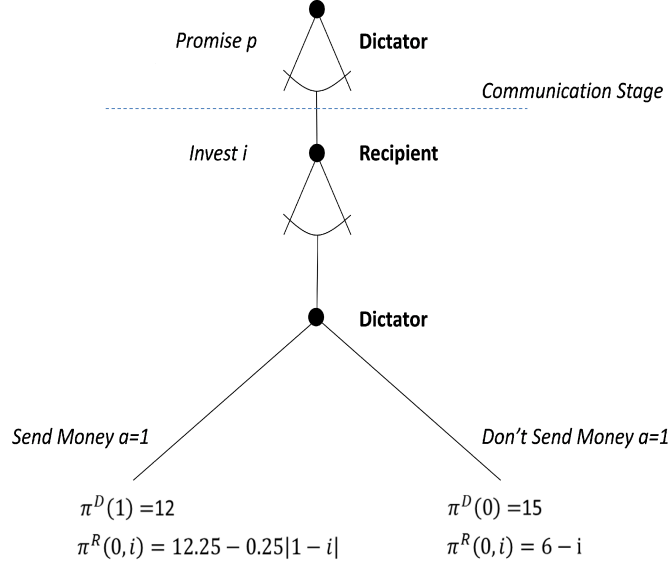 Promise p
Dictator
Communication Stage
Invest i
Recipient
Dictator
Send Money a=1
Don't Send Money a=1
π^D(1) =12
π^D(0) =15
π^R(0,i) = 12.25 − 0.25|1 − i|
π^R(0,i) = 6 − i